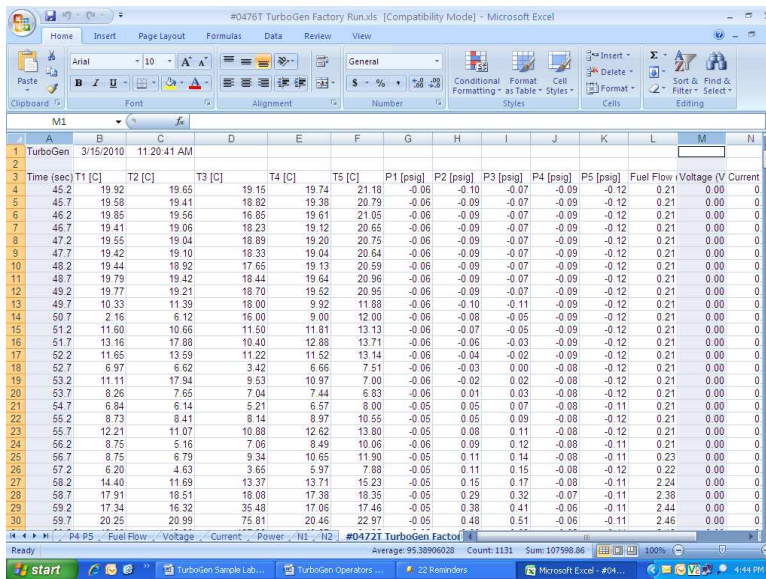 #0476T TurboGen Factory Run.xls [Compatibility Mode] - Microsoft Excel
Home Insert Page Layout Formulas Data Review View
Paste Arial 10 A A General Conditional Formatting Format as Table Cell Styles Insert Delete Format Sort & Filter Find & Select
B I U $ % ,
Clipboard Font Alignment Number Styles Cells Editing
M1 fx
A B C D E F G H I J K L M N
1 TurboGen 3/15/2010 11:20:41 AM
2
3 Time (sec) T1 [C] T2 [C] T3 [C] T4 [C] T5 [C] P1 [psig] P2 [psig] P3 [psig] P4 [psig] P5 [psig] Fuel Flow Voltage (V Current
4 45.2 19.92 19.65 19.15 19.74 21.18 -0.06 -0.10 -0.07 -0.09 -0.12 0.21 0.00 0.
5 45.7 19.58 19.41 18.82 19.38 20.79 -0.06 -0.09 -0.07 -0.09 -0.12 0.21 0.00 0.
6 46.2 19.85 19.56 16.85 19.61 21.05 -0.06 -0.09 -0.07 -0.09 -0.12 0.21 0.00 0.
7 46.7 19.41 19.06 18.23 19.12 20.65 -0.06 -0.09 -0.07 -0.09 -0.12 0.21 0.00 0.
8 47.2 19.55 19.04 18.89 19.20 20.75 -0.06 -0.09 -0.07 -0.09 -0.12 0.21 0.00 0.
9 47.7 19.42 19.10 18.33 19.04 20.64 -0.06 -0.09 -0.07 -0.09 -0.12 0.21 0.00 0.
10 48.2 19.44 18.92 17.65 19.13 20.59 -0.06 -0.09 -0.07 -0.09 -0.12 0.21 0.00 0.
11 48.7 19.79 19.42 18.44 19.64 20.96 -0.06 -0.09 -0.07 -0.09 -0.12 0.21 0.00 0.
12 49.2 19.77 19.21 18.70 19.52 20.95 -0.06 -0.09 -0.07 -0.09 -0.12 0.21 0.00 0.
13 49.7 10.33 11.39 18.00 9.92 11.88 -0.06 -0.10 -0.11 -0.09 -0.12 0.21 0.00 0.
14 50.7 2.16 6.12 16.00 9.00 12.00 -0.06 -0.08 -0.05 -0.09 -0.12 0.21 0.00 0.
15 51.2 11.60 10.66 11.50 11.81 13.13 -0.06 -0.07 -0.05 -0.09 -0.12 0.21 0.00 0.
16 51.7 13.16 17.88 10.40 12.88 13.71 -0.06 -0.06 -0.03 -0.09 -0.12 0.21 0.00 0.
17 52.2 11.65 13.59 11.22 11.52 13.14 -0.06 -0.04 -0.02 -0.09 -0.12 0.21 0.00 0.
18 52.7 6.97 6.62 3.42 6.66 7.51 -0.06 -0.03 0.00 -0.08 -0.12 0.21 0.00 0.
19 53.2 11.11 17.94 9.53 10.97 7.00 -0.06 -0.02 0.02 -0.08 -0.12 0.21 0.00 0.
20 53.7 8.26 7.65 7.04 7.44 6.83 -0.06 0.01 0.03 -0.08 -0.12 0.21 0.00 0.
21 54.7 6.84 6.14 5.21 6.57 8.00 -0.05 0.05 0.07 -0.08 -0.11 0.21 0.00 0.
22 55.2 8.73 8.41 8.14 8.97 10.55 -0.05 0.05 0.09 -0.08 -0.12 0.21 0.00 0.
23 55.7 12.21 11.07 10.88 12.62 13.80 -0.05 0.08 0.11 -0.08 -0.12 0.21 0.00 0.
24 56.2 8.75 5.16 7.06 8.49 10.06 -0.05 0.09 0.12 -0.08 -0.11 0.21 0.00 0.
25 56.7 8.75 6.79 9.34 10.65 11.90 -0.05 0.11 0.14 -0.08 -0.11 0.23 0.00 0.
26 57.2 6.20 4.63 3.65 5.97 7.88 -0.05 0.11 0.15 -0.08 -0.12 0.22 0.00 0.
27 58.2 14.40 11.69 13.37 13.71 15.23 -0.05 0.15 0.17 -0.08 -0.11 2.24 0.00 0.
28 58.7 17.91 18.51 18.08 17.38 18.35 -0.05 0.29 0.32 -0.07 -0.11 2.38 0.00 0.
29 59.2 17.34 16.32 35.48 17.06 17.46 -0.05 0.38 0.41 -0.06 -0.11 2.44 0.00 0.
30 59.7 20.25 20.99 75.81 20.46 22.97 -0.05 0.48 0.51 -0.06 -0.11 2.46 0.00 0.
P4 P5 Fuel Flow Voltage Current Power N1 N2 #0472T TurboGen Factor
Ready Average: 95.38906028 Count: 1131 Sum: 107598.86 100%
start TurboGen Sample Lab... TurboGen Operators ... 22 Reminders Microsoft Excel - #04... 4:44 PM